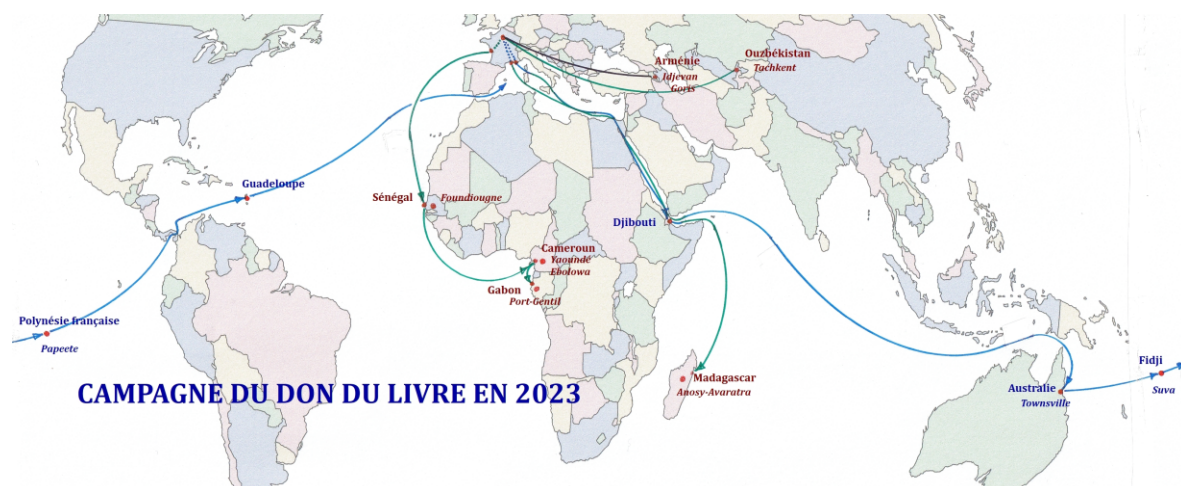 Ouzbékistan
Tachkent
Arménie
Idjevan
Goris
Guadeloupe
Sénégal
Foundiougne
Djibouti
Cameroun
Yaoundé
Ebolowa
Gabon
Port-Gentil
Polynésie française
Papeete
Madagascar
Anosy-Avaratra
CAMPAGNE DU DON DU LIVRE EN 2023
Fidji
Suva
Australie
Townsville